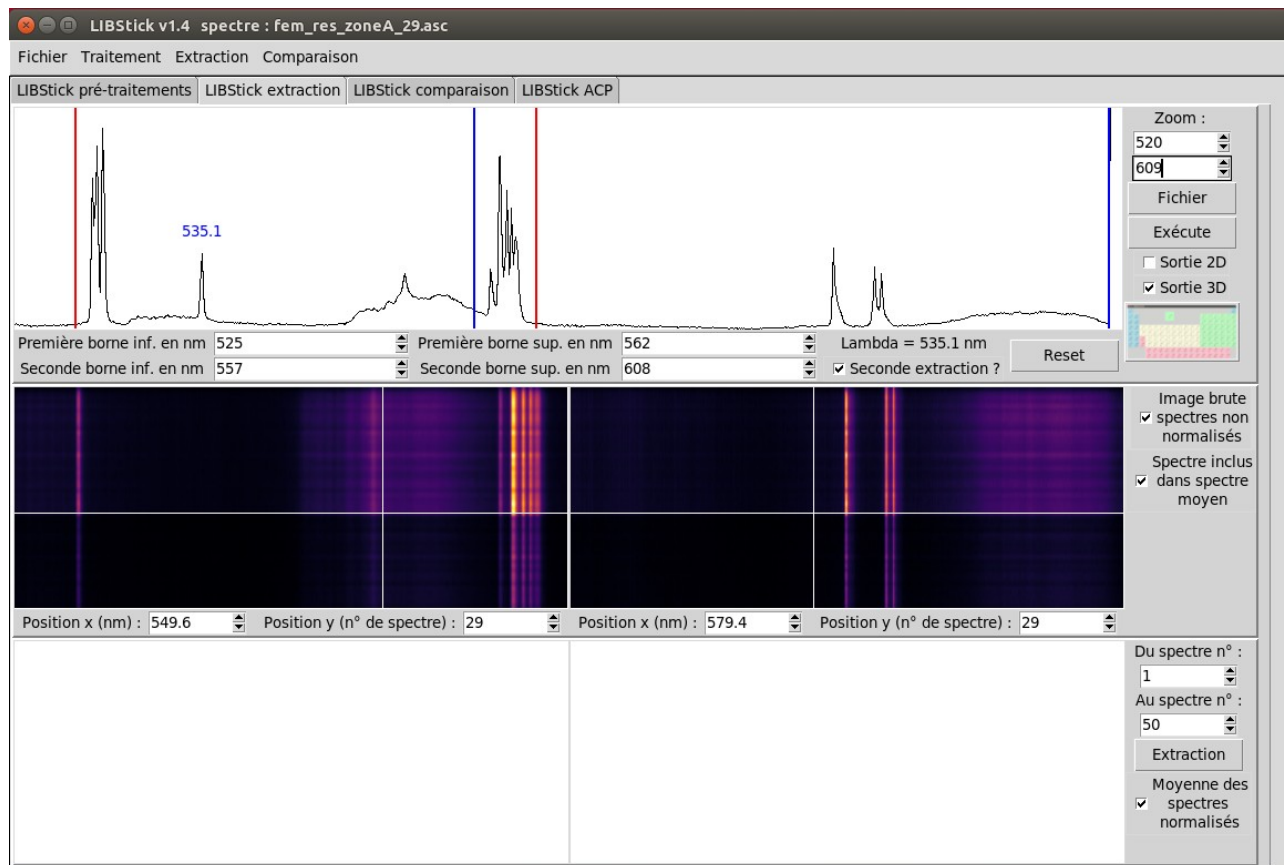 LIBStick v1.4 spectre : fem_res_zoneA_29.asc
Fichier Traitement Extraction Comparaison
LIBStick pré-traitements LIBStick extraction LIBStick comparaison LIBStick ACP
535.1
Zoom :
520
609
Fichier
Exécute
Sortie 2D
Sortie 3D
Première borne inf. en nm 525 Première borne sup. en nm 562 Lambda = 535.1 nm
Seconde borne inf. en nm 557 Seconde borne sup. en nm 608 Seconde extraction ? Reset
Image brute
spectres non
normalisés
Spectre inclus
dans spectre
moyen
Position x (nm) : 549.6 Position y (n° de spectre) : 29 Position x (nm) : 579.4 Position y (n° de spectre) : 29
Du spectre n° :
1
Au spectre n° :
50
Extraction
Moyenne des
spectres
normalisés